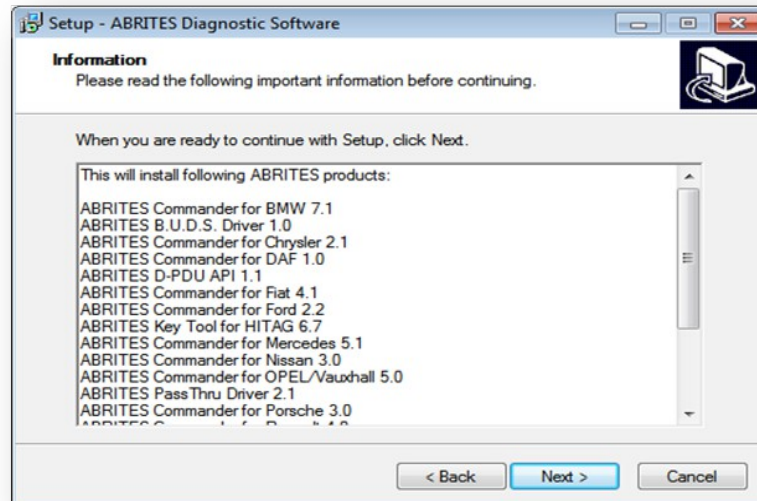 Setup - ABRITES Diagnostic Software
Information
Please read the following important information before continuing.
When you are ready to continue with Setup, click Next.
This will install following ABRITES products:
ABRITES Commander for BMW 7.1
ABRITES B.U.D.S. Driver 1.0
ABRITES Commander for Chrysler 2.1
ABRITES Commander for DAF 1.0
ABRITES D-PDU API 1.1
ABRITES Commander for Fiat 4.1
ABRITES Commander for Ford 2.2
ABRITES Key Tool for HITAG 6.7
ABRITES Commander for Mercedes 5.1
ABRITES Commander for Nissan 3.0
ABRITES Commander for OPEL/Vauxhall 5.0
ABRITES PassThru Driver 2.1
ABRITES Commander for Porsche 3.0
< Back
Next >
Cancel